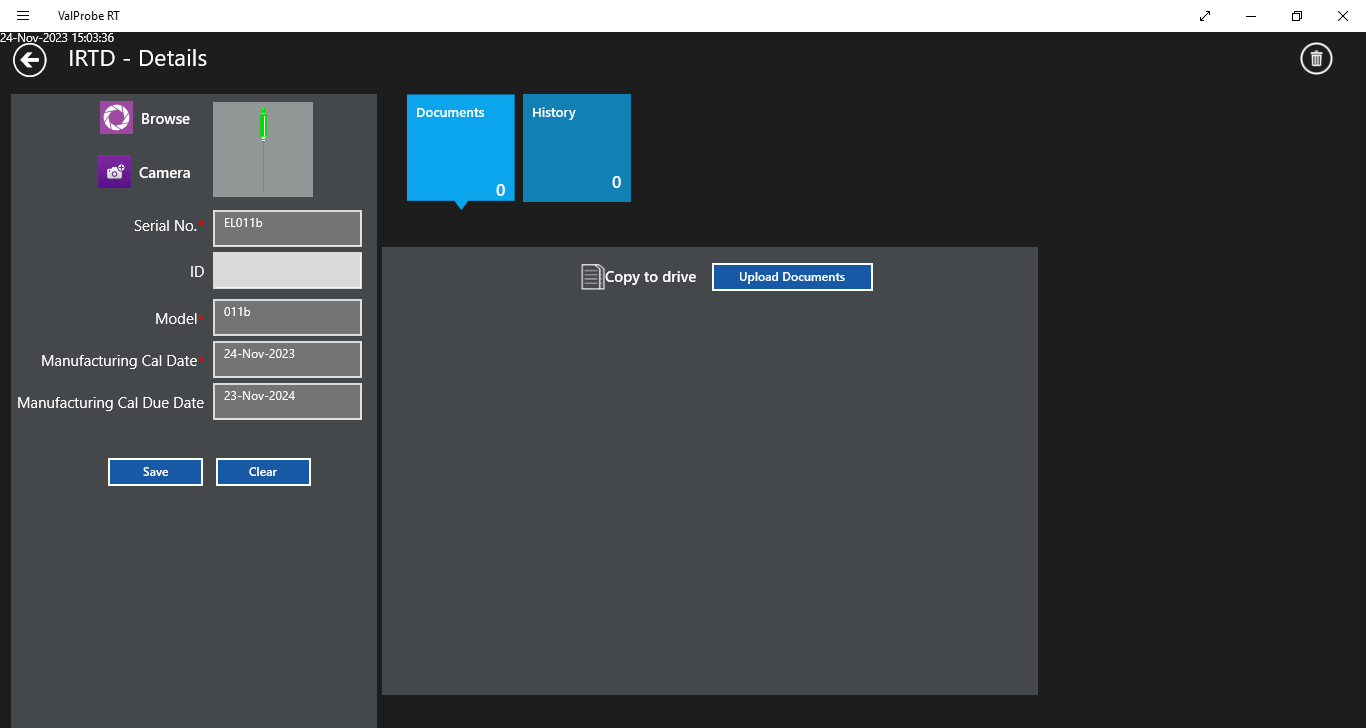 ValProbe RT
24-Nov-2023 15:03:36
IRTD - Details
Browse
Camera
Serial No.* EL011b
ID
Model* 011b
Manufacturing Cal Date* 24-Nov-2023
Manufacturing Cal Due Date 23-Nov-2024
Save Clear
Documents
0
History
0
Copy to drive Upload Documents